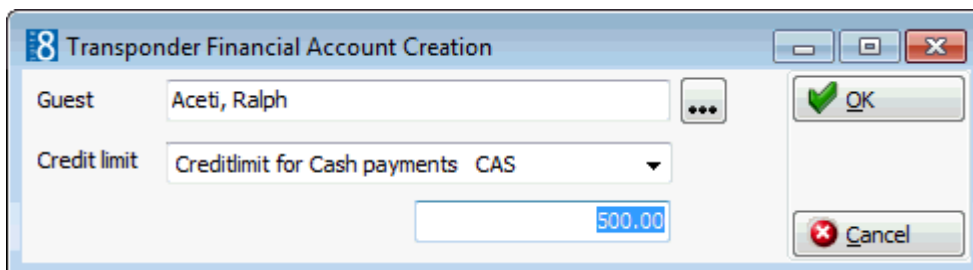 8 Transponder Financial Account Creation
Guest Aceti, Ralph ... OK
Credit limit Creditlimit for Cash payments CAS
500.00
Cancel